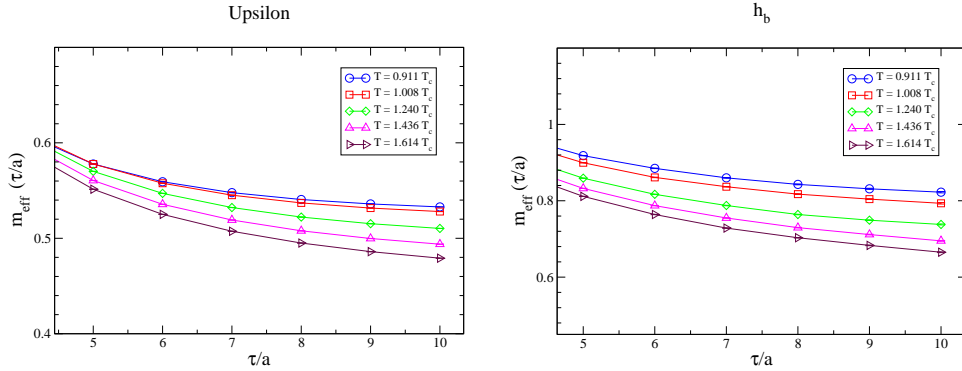 Upsilon
m_eff (τ/a)
0.6
0.5
0.4
T = 0.911 T_c
T = 1.008 T_c
T = 1.240 T_c
T = 1.436 T_c
T = 1.614 T_c
5 6 7 8 9 10
τ/a
h_b
m_eff (τ/a)
1
0.8
0.6
T = 0.911 T_c
T = 1.008 T_c
T = 1.240 T_c
T = 1.436 T_c
T = 1.614 T_c
5 6 7 8 9 10
τ/a